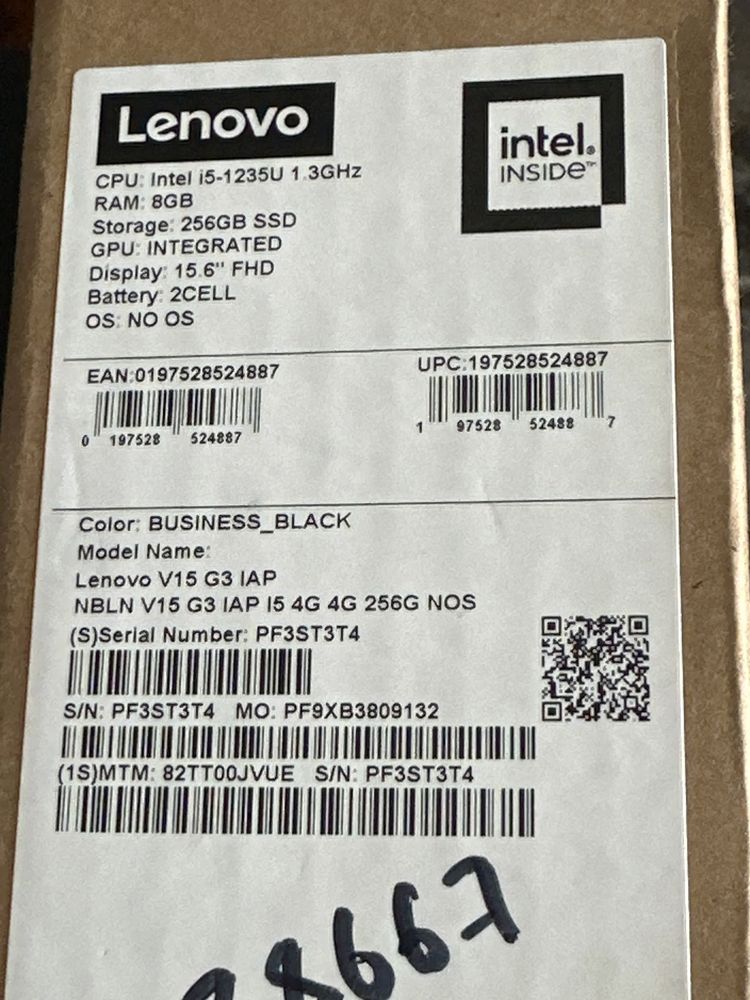 Lenovo
intel.
INSIDE™
CPU: Intel i5-1235U 1.3GHz
RAM: 8GB
Storage: 256GB SSD
GPU: INTEGRATED
Display: 15.6" FHD
Battery: 2CELL
OS: NO OS
EAN:0197528524887
0 197528 524887
UPC:197528524887
1 97528 52488 7
Color: BUSINESS_BLACK
Model Name:
Lenovo V15 G3 IAP
NBLN V15 G3 IAP I5 4G 4G 256G NOS
(S)Serial Number: PF3ST3T4
S/N: PF3ST3T4 MO: PF9XB3809132
(1S)MTM: 82TT00JVUE S/N: PF3ST3T4